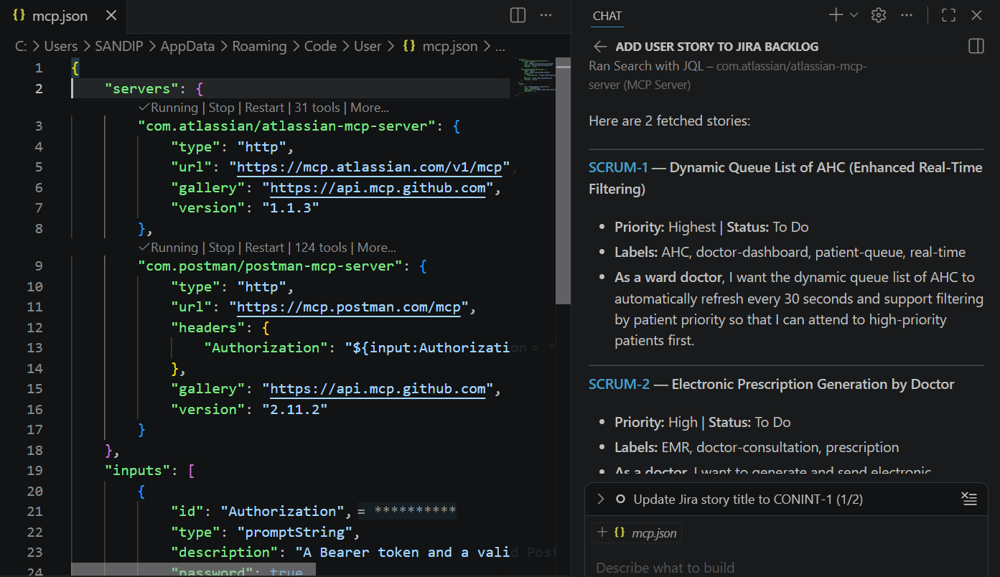 {} mcp.json
C: > Users > SANDIP > AppData > Roaming > Code > User > {} mcp.json > ...
1 {
2 "servers": {
✓Running | Stop | Restart | 31 tools | More...
3 "com.atlassian/atlassian-mcp-server": {
4 "type": "http",
5 "url": "https://mcp.atlassian.com/v1/mcp",
6 "gallery": "https://api.mcp.github.com",
7 "version": "1.1.3"
8 },
✓Running | Stop | Restart | 124 tools | More...
9 "com.postman/postman-mcp-server": {
10 "type": "http",
11 "url": "https://mcp.postman.com/mcp",
12 "headers": {
13 "Authorization": "${input:Authorization = *
14 },
15 "gallery": "https://api.mcp.github.com",
16 "version": "2.11.2"
17 }
18 },
19 "inputs": [
20 {
21 "id": "Authorization", = **********
22 "type": "promptString",
23 "description": "A Bearer token and a valid Post
24 "password": true
CHAT
ADD USER STORY TO JIRA BACKLOG
Ran Search with JQL – com.atlassian/atlassian-mcp-
server (MCP Server)
Here are 2 fetched stories:
SCRUM-1 — Dynamic Queue List of AHC (Enhanced Real-Time
Filtering)
• Priority: Highest | Status: To Do
• Labels: AHC, doctor-dashboard, patient-queue, real-time
• As a ward doctor, I want the dynamic queue list of AHC to
automatically refresh every 30 seconds and support filtering
by patient priority so that I can attend to high-priority
patients first.
SCRUM-2 — Electronic Prescription Generation by Doctor
• Priority: High | Status: To Do
• Labels: EMR, doctor-consultation, prescription
• As a doctor, I want to generate and send electronic
Update Jira story title to CONINT-1 (1/2)
+ {} mcp.json
Describe what to build